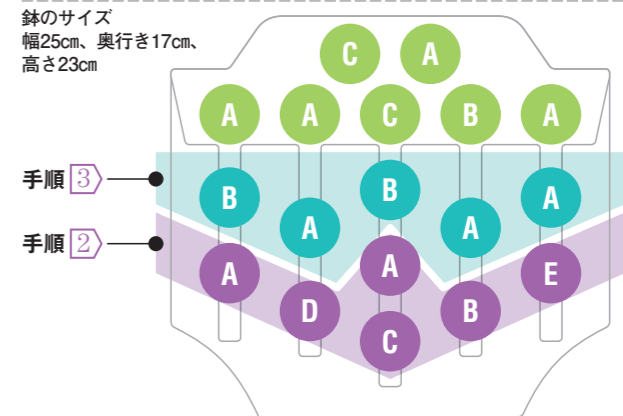 鉢のサイズ
幅25㎝、奥行き17㎝、
高さ23㎝
C A
A A C B A
手順 3
B A B A A
手順 2
A D A B E
C